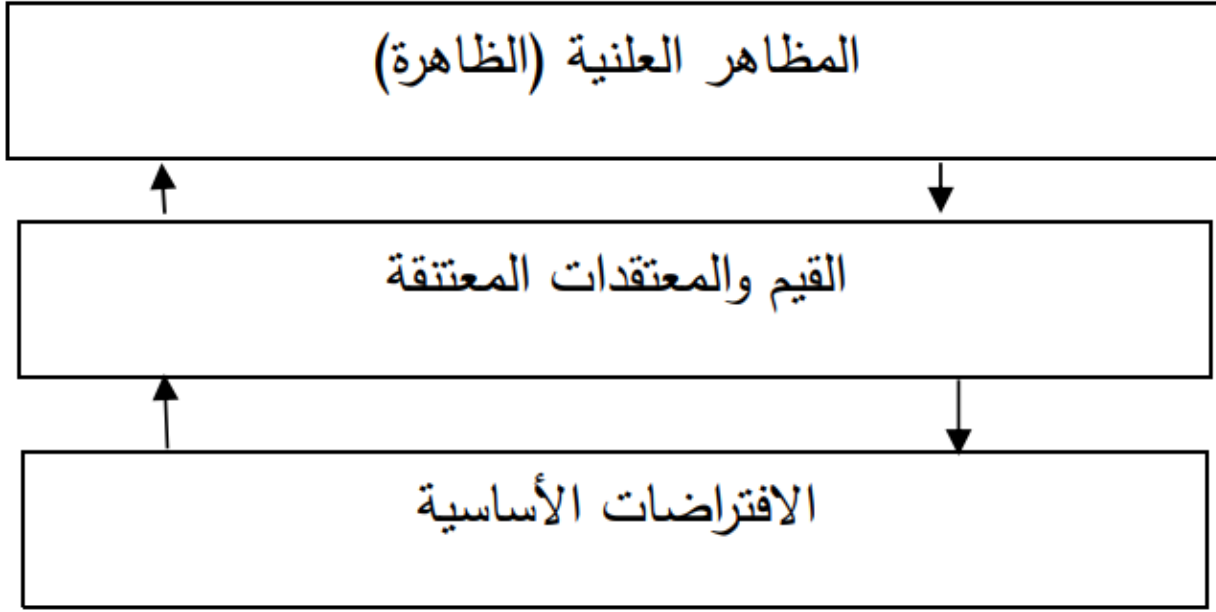 المظاهر العلنية (الظاهرة)
القيم والمعتقدات المعتنقة
الافتراضات الأساسية